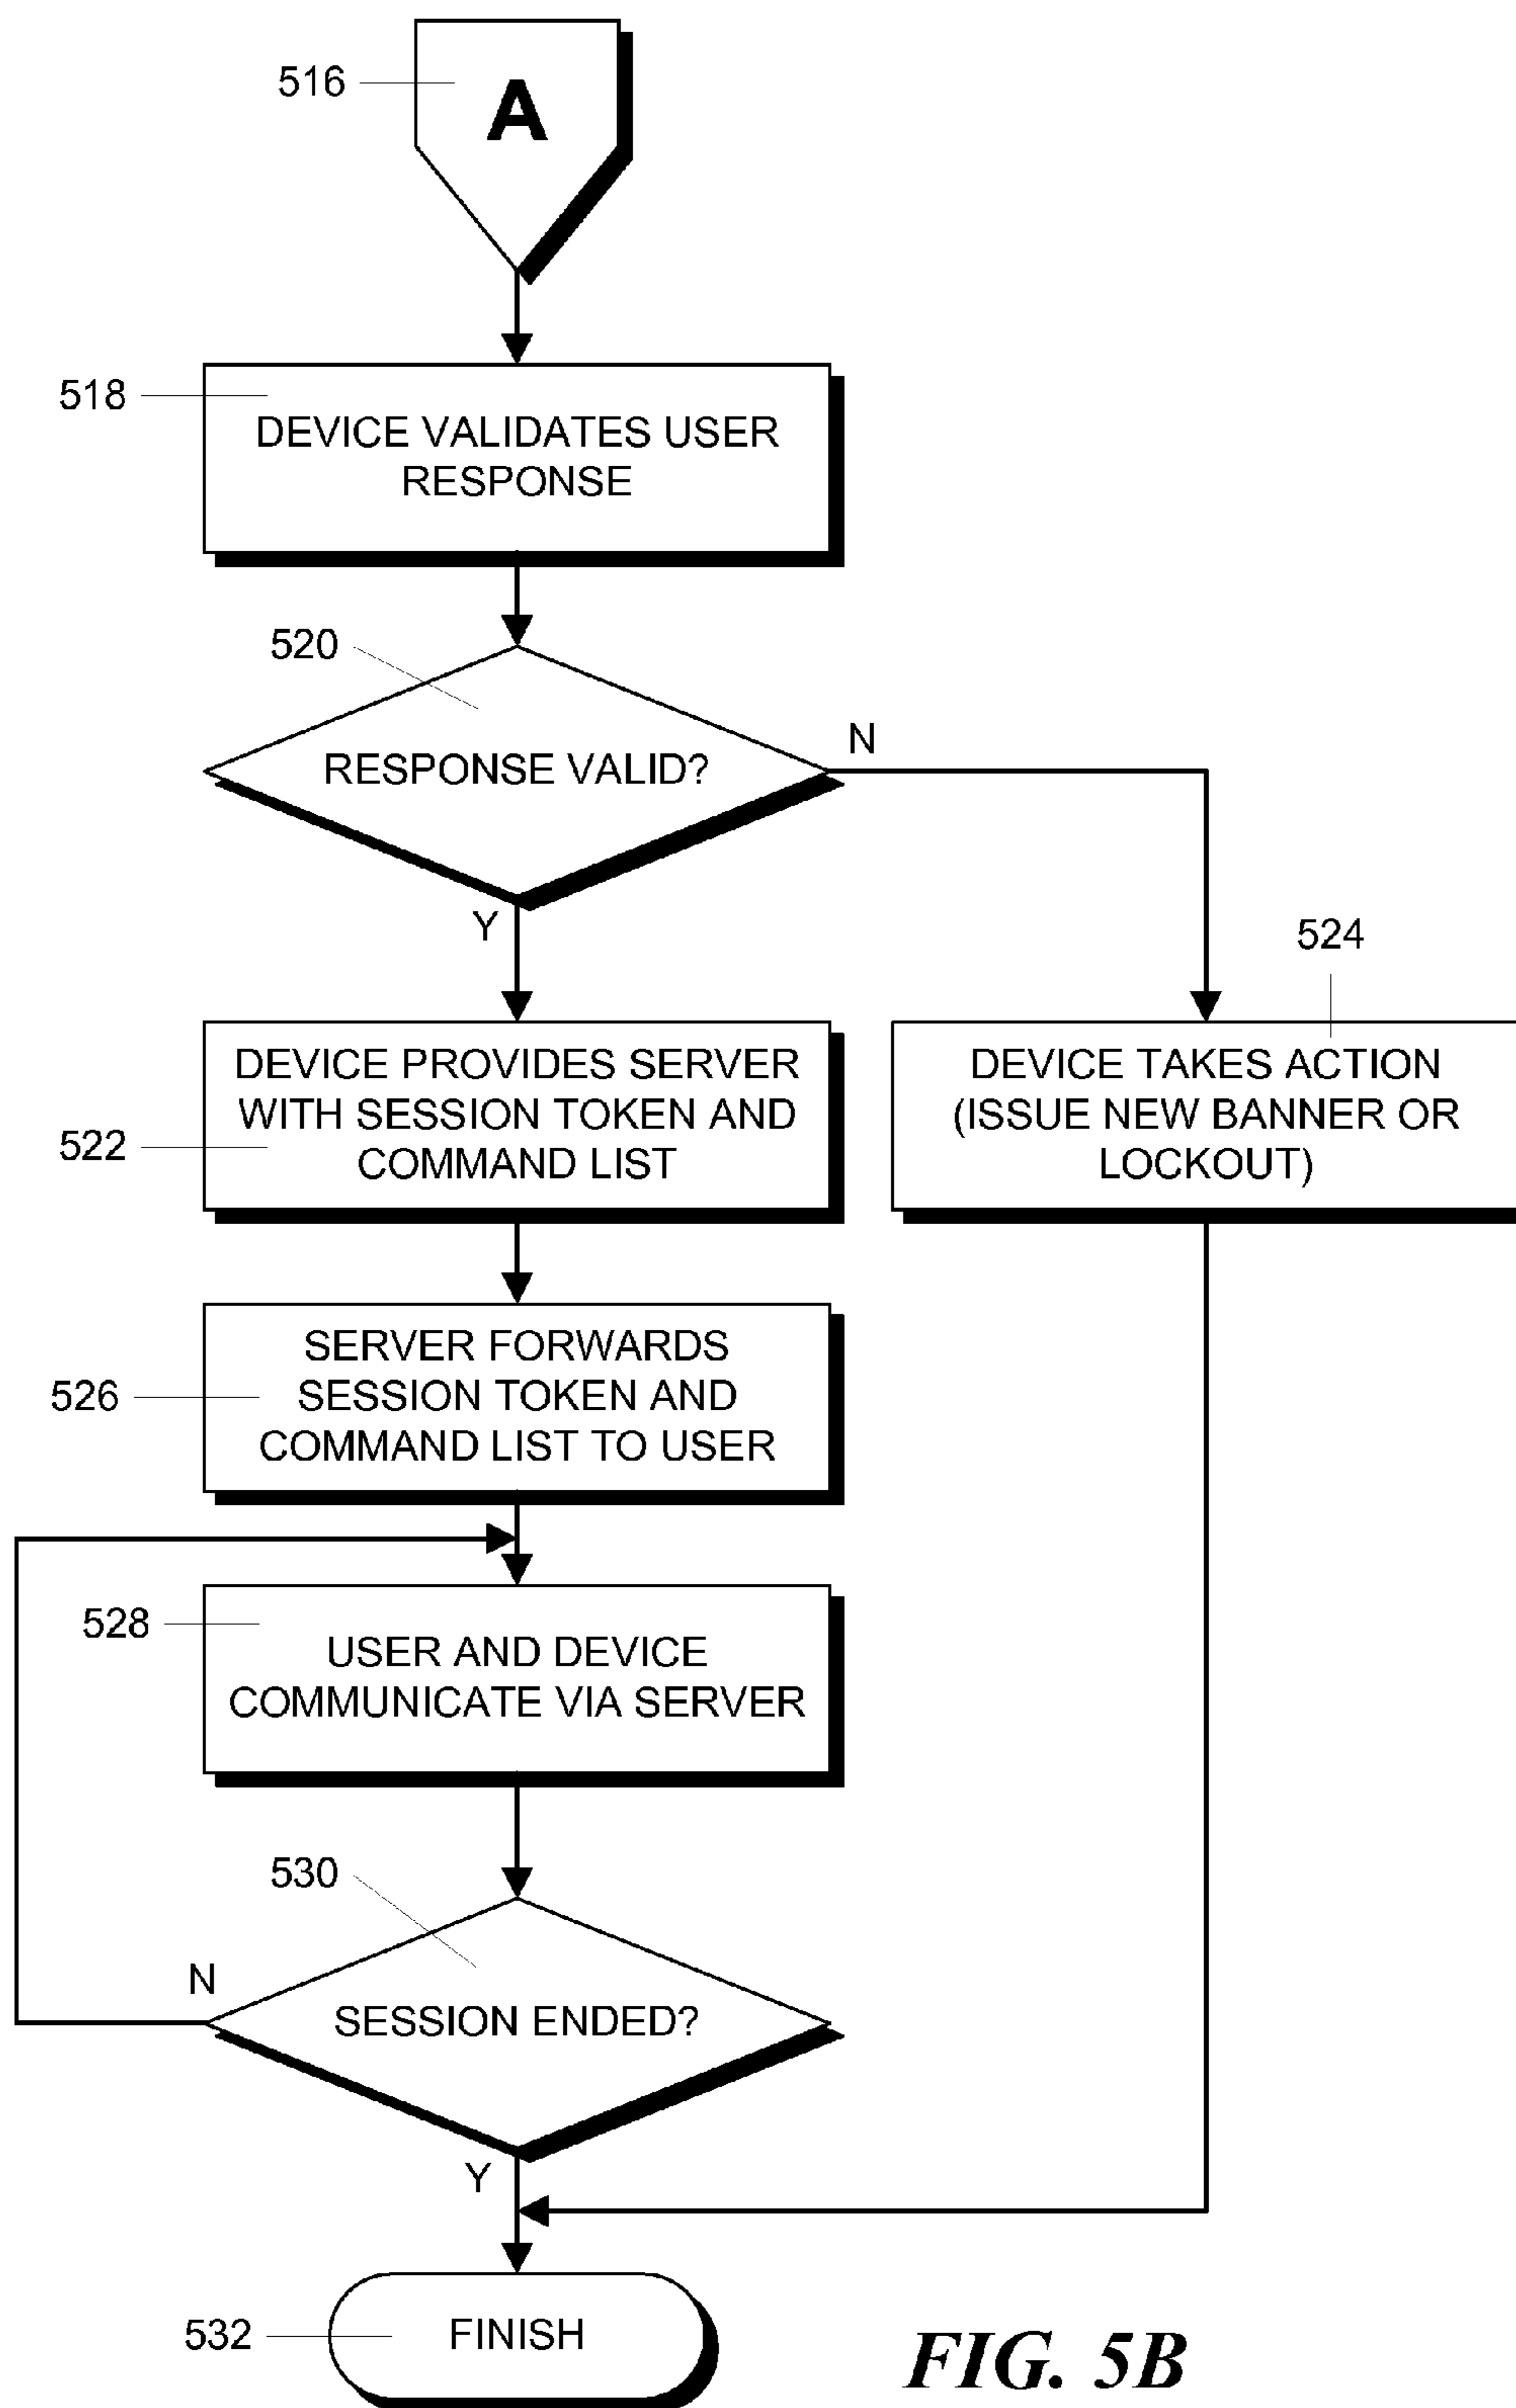 516
A
518
DEVICE VALIDATES USER
RESPONSE
520
RESPONSE VALID?
N
Y
524
522
DEVICE PROVIDES SERVER
WITH SESSION TOKEN AND
COMMAND LIST
DEVICE TAKES ACTION
(ISSUE NEW BANNER OR
LOCKOUT)
526
SERVER FORWARDS
SESSION TOKEN AND
COMMAND LIST TO USER
528
USER AND DEVICE
COMMUNICATE VIA SERVER
530
N
SESSION ENDED?
Y
532
FINISH
FIG. 5B